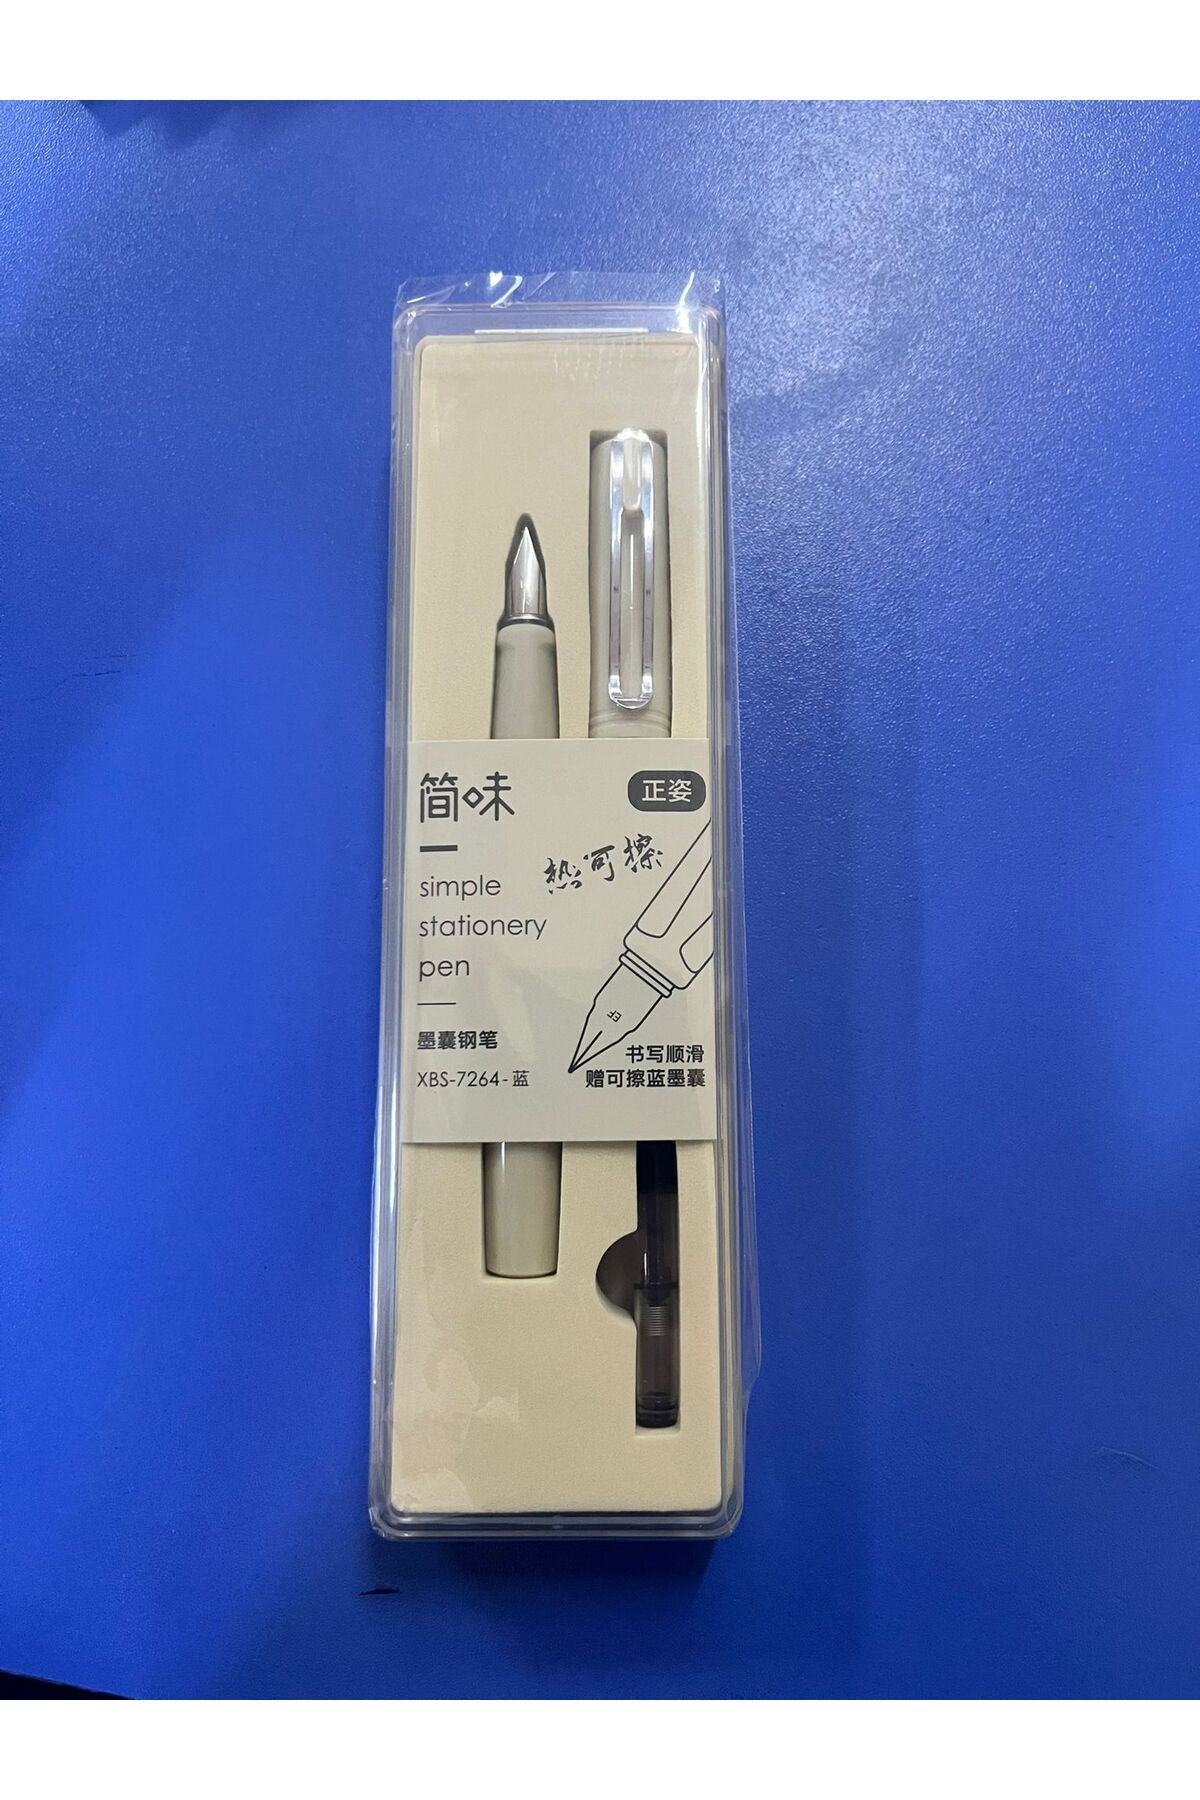 简味
正姿
热可擦
simple
stationery
pen
EF
墨囊钢笔
书写顺滑
XBS-7264-蓝
赠可擦蓝墨囊